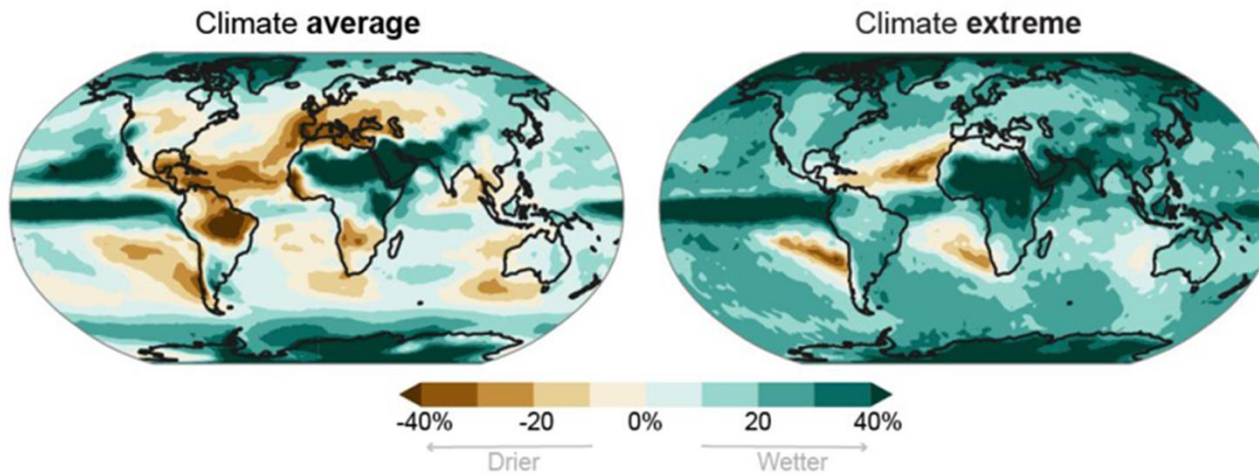 Climate average
Climate extreme
-40% -20 0% 20 40%
Drier
Wetter